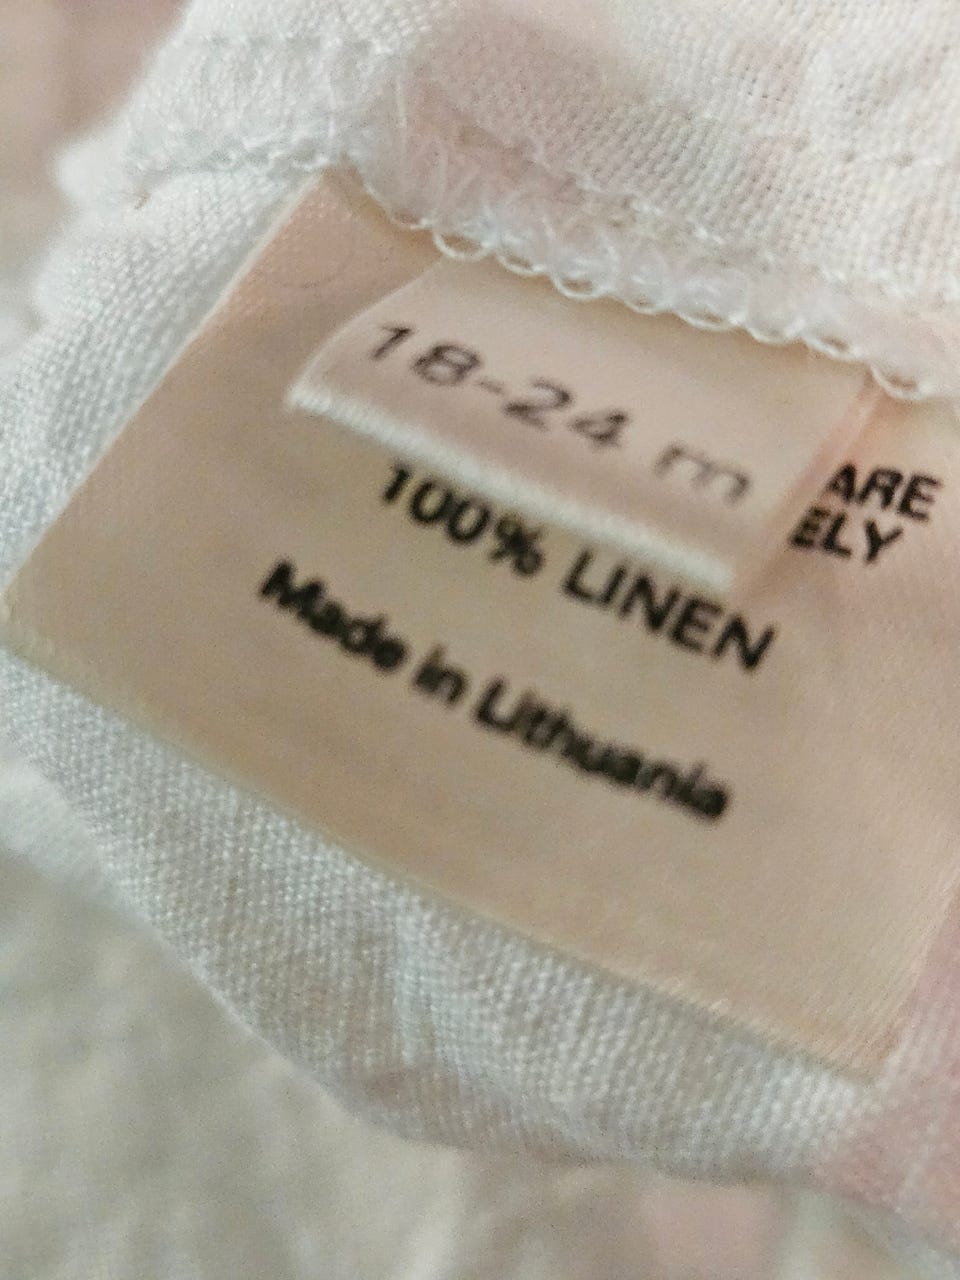 18-24 m
ARE
ELY
100% LINEN
Made in Lithuania